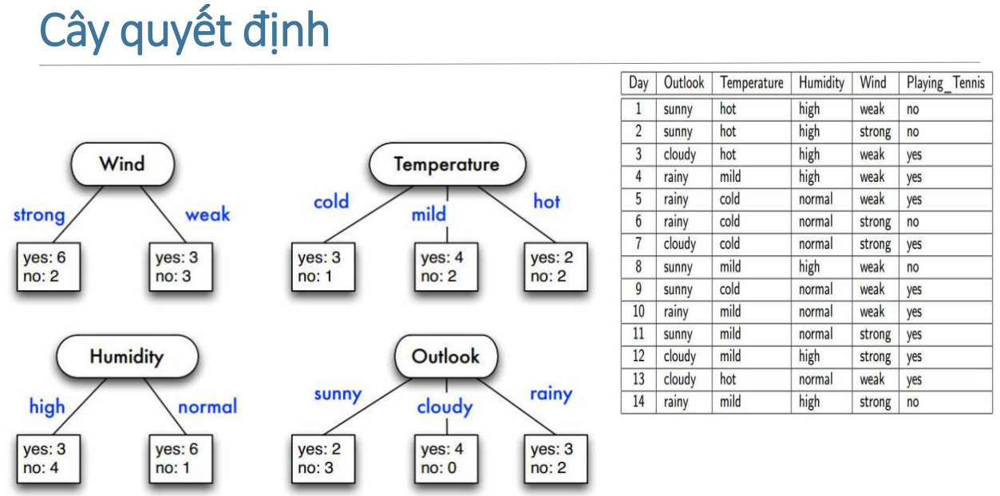 Cây quyết định
Wind
strong weak
yes: 6 yes: 3
no: 2 no: 3
Temperature
cold mild hot
yes: 3 yes: 4 yes: 2
no: 1 no: 2 no: 2
Humidity
high normal
yes: 3 yes: 6
no: 4 no: 1
Outlook
sunny cloudy rainy
yes: 2 yes: 4 yes: 3
no: 3 no: 0 no: 2
Day Outlook Temperature Humidity Wind Playing_Tennis
1 sunny hot high weak no
2 sunny hot high strong no
3 cloudy hot high weak yes
4 rainy mild high weak yes
5 rainy cold normal weak yes
6 rainy cold normal strong no
7 cloudy cold normal strong yes
8 sunny mild high weak no
9 sunny cold normal weak yes
10 rainy mild normal weak yes
11 sunny mild normal strong yes
12 cloudy mild high strong yes
13 cloudy hot normal weak yes
14 rainy mild high strong no